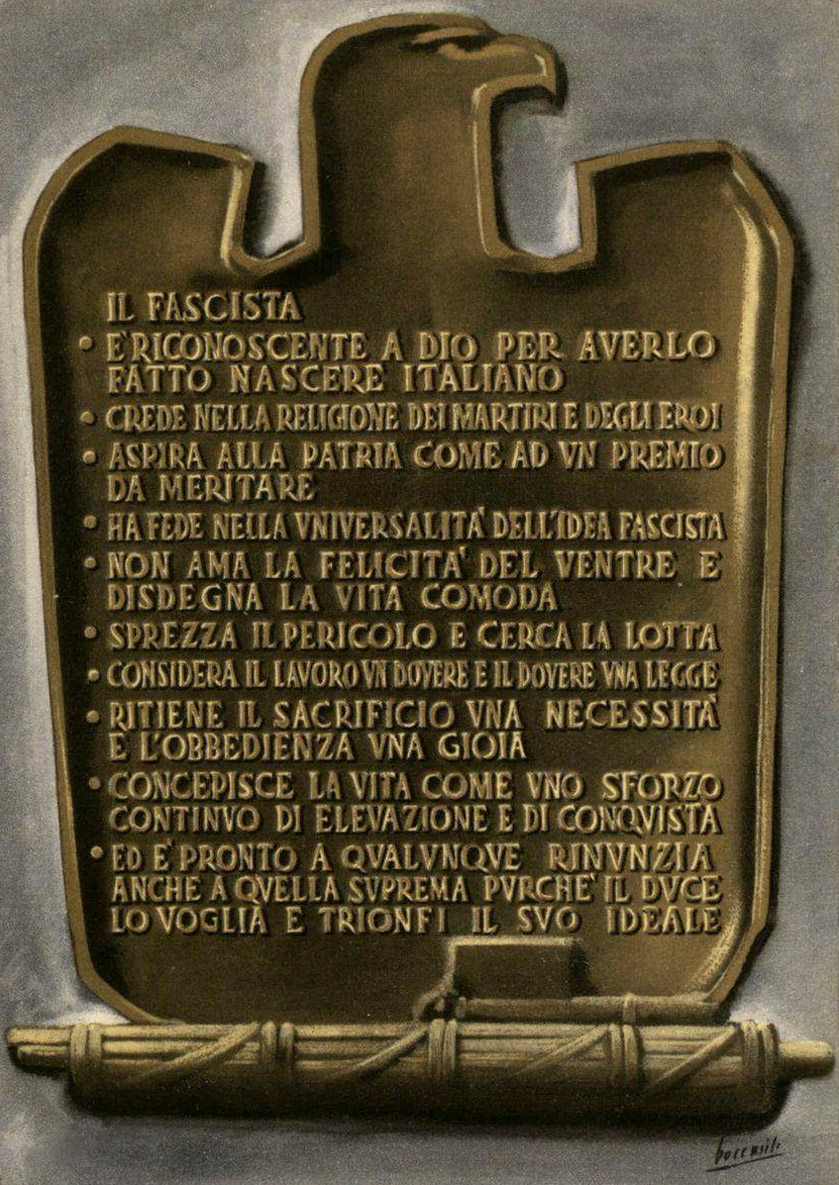 IL FASCISTA
• E' RICONOSCENTE A DIO PER AVERLO
FATTO NASCERE ITALIANO
• CREDE NELLA RELIGIONE DEI MARTIRI E DEGLI EROI
• ASPIRA ALLA PATRIA COME AD VN PREMIO
DA MERITARE
• HA FEDE NELLA VNIVERSALITA' DELL'IDEA FASCISTA
• NON AMA LA FELICITA' DEL VENTRE E
DISDEGNA LA VITA COMODA
• SPREZZA IL PERICOLO E CERCA LA LOTTA
• CONSIDERA IL LAVORO VN DOVERE E IL DOVERE VNA LEGGE
• RITIENE IL SACRIFICIO VNA NECESSITÀ
E L'OBBEDIENZA VNA GIOIA
• CONCEPISCE LA VITA COME VNO SFORZO
CONTINVO DI ELEVAZIONE E DI CONQVISTA
• ED E' PRONTO A QVALVNQVE RINVNZIA
ANCHE A QVELLA SVPREMA PVRCHE' IL DVCE
LO VOGLIA E TRIONFI IL SVO IDEALE